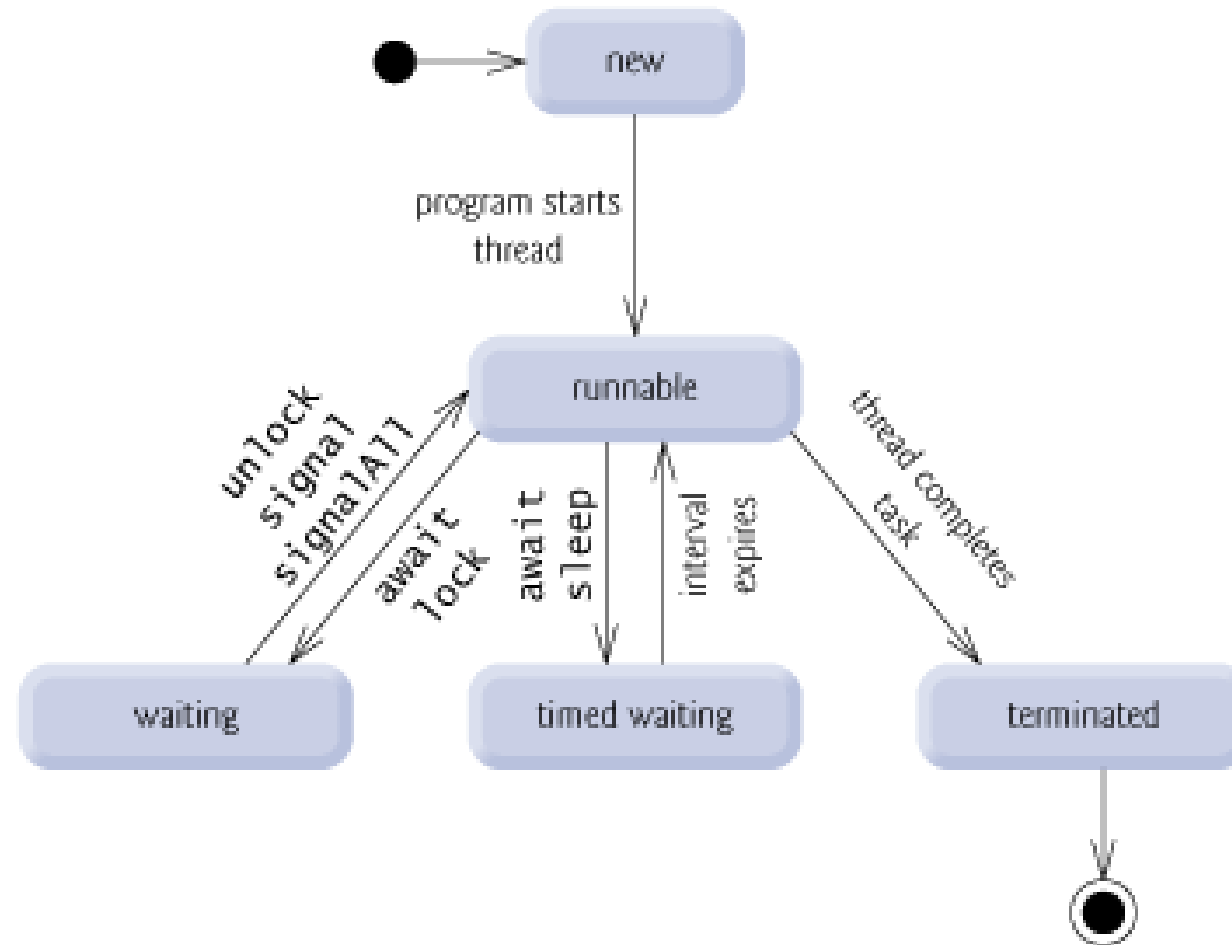 new
program starts
thread
runnable
unlock
signal
signalAll
await
lock
await
sleep
interval
expires
thread completes
task
waiting
timed waiting
terminated